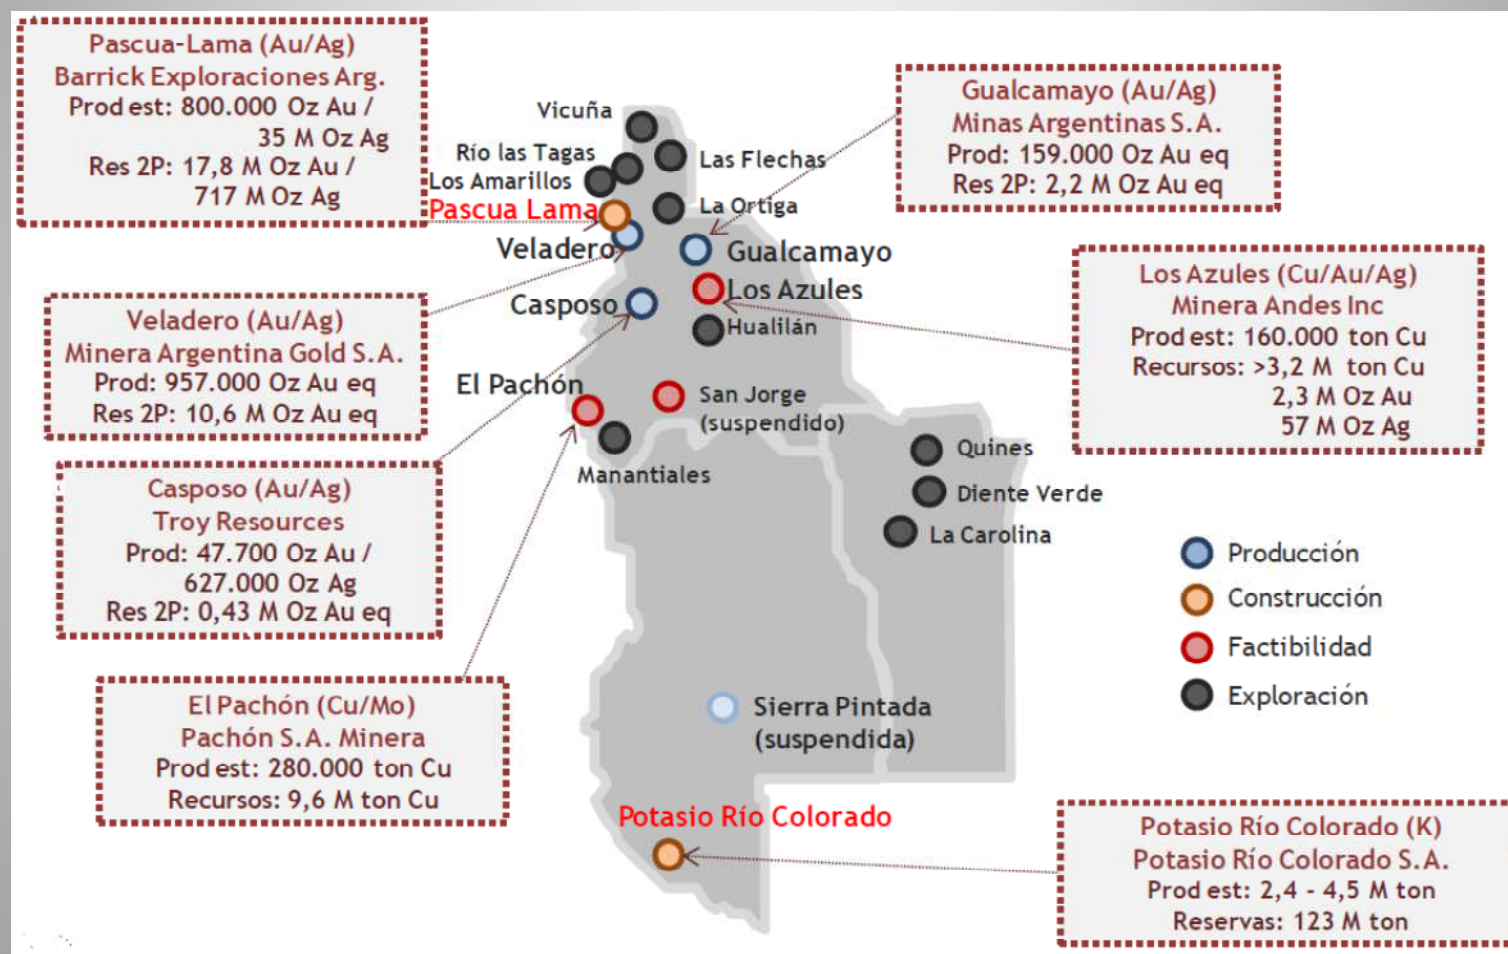 Pascua-Lama (Au/Ag)
Barrick Exploraciones Arg.
Prod est: 800.000 Oz Au /
35 M Oz Ag
Res 2P: 17,8 M Oz Au /
717 M Oz Ag
Gualcamayo (Au/Ag)
Minas Argentinas S.A.
Prod: 159.000 Oz Au eq
Res 2P: 2,2 M Oz Au eq
Vicuña
Río las Tagas
Las Flechas
Los Amarillos
Pascua Lama
La Ortiga
Veladero
Gualcamayo
Casposo
Los Azules
Hualilán
El Pachón
San Jorge
(suspendido)
Manantiales
Veladero (Au/Ag)
Minera Argentina Gold S.A.
Prod: 957.000 Oz Au eq
Res 2P: 10,6 M Oz Au eq
Los Azules (Cu/Au/Ag)
Minera Andes Inc
Prod est: 160.000 ton Cu
Recursos: >3,2 M ton Cu
2,3 M Oz Au
57 M Oz Ag
Casposo (Au/Ag)
Troy Resources
Prod: 47.700 Oz Au /
627.000 Oz Ag
Res 2P: 0,43 M Oz Au eq
Quines
Diente Verde
La Carolina
Producción
Construcción
Factibilidad
Exploración
El Pachón (Cu/Mo)
Pachón S.A. Minera
Prod est: 280.000 ton Cu
Recursos: 9,6 M ton Cu
Sierra Pintada
(suspendida)
Potasio Río Colorado
Potasio Río Colorado (K)
Potasio Río Colorado S.A.
Prod est: 2,4 - 4,5 M ton
Reservas: 123 M ton